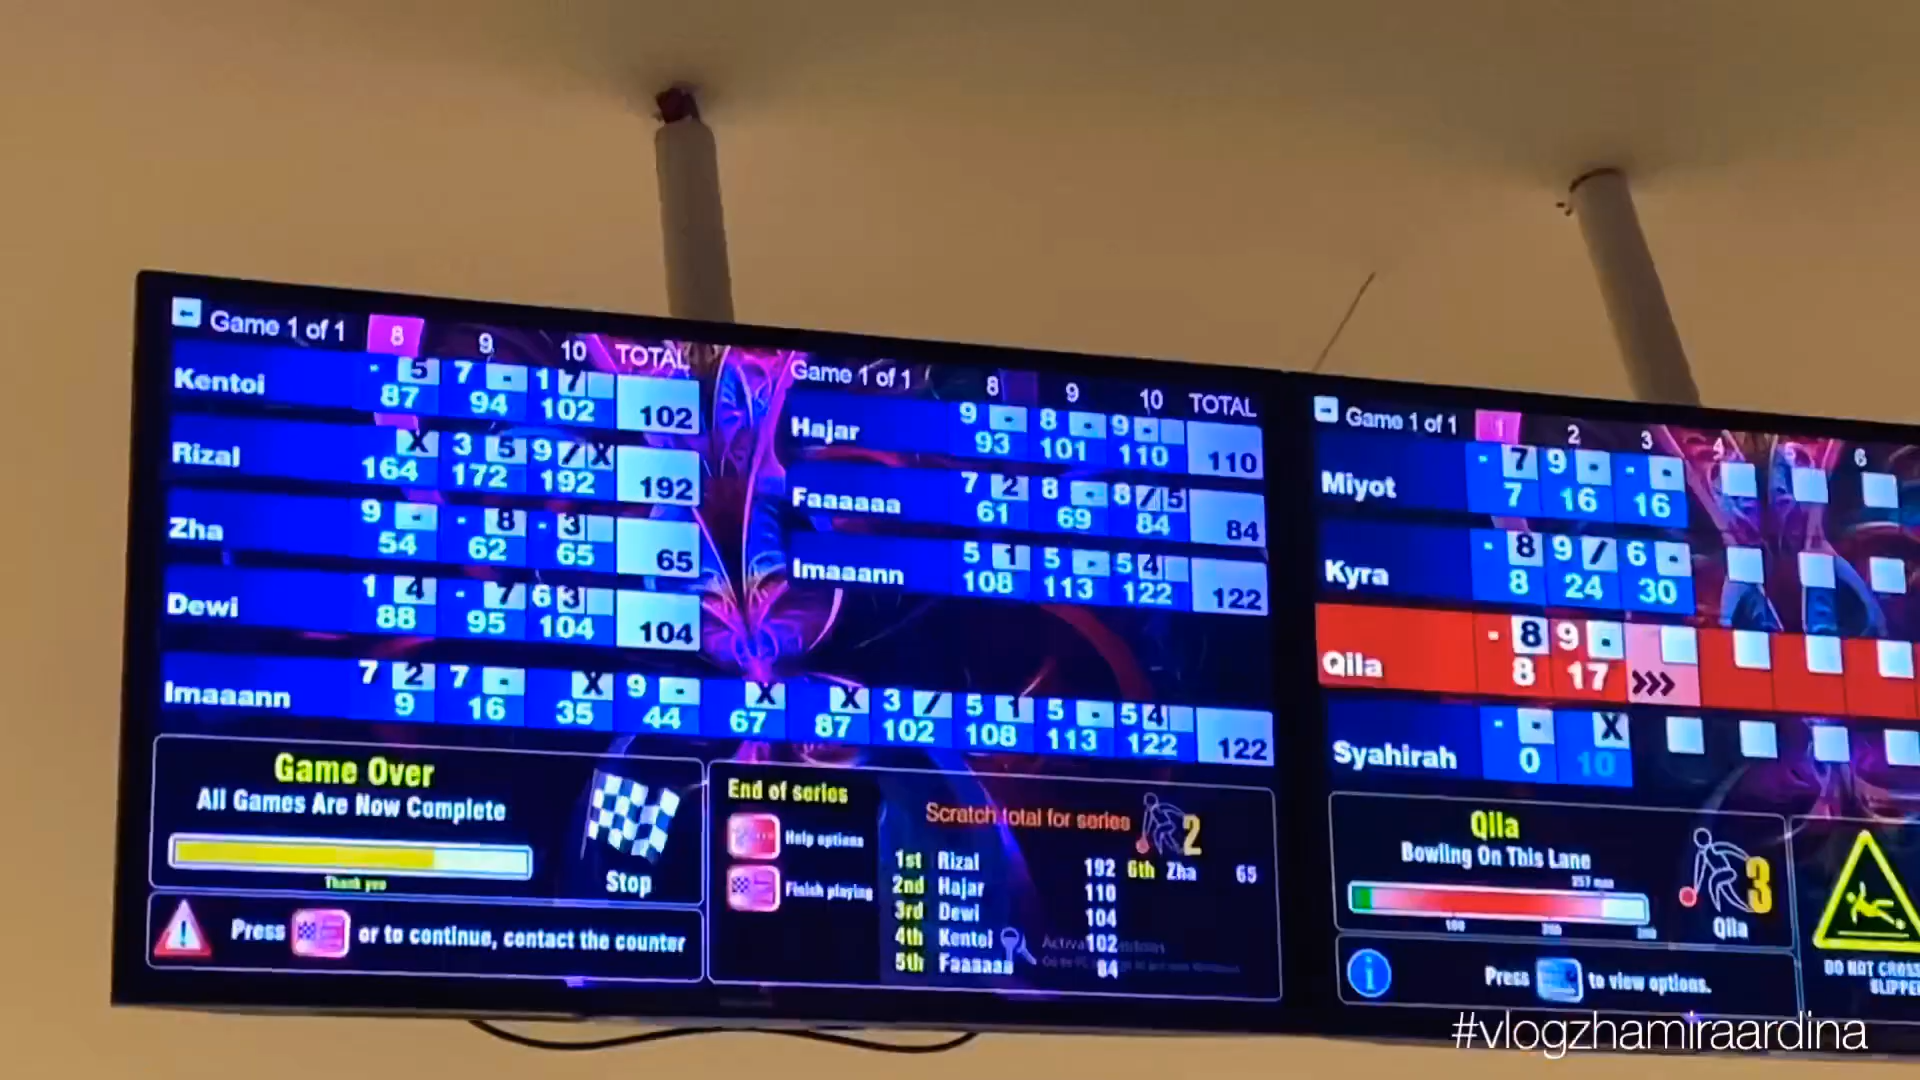 Game 1 of 1 8 9 10 TOTAL
Kentoi - 5 7 - 1 7
87 94 102 102
Rizal X 3 5 9 / X
164 172 192 192
Zha 9 - - 8 - 3
54 62 65 65
Dewi 1 4 - 7 6 3
88 95 104 104
Game 1 of 1 8 9 10 TOTAL
Hajar 9 - 8 - 9 -
93 101 110 110
Faaaaaa 7 2 8 - 8 / 5
61 69 84 84
Imaaann 5 1 5 - 5 4
108 113 122 122
Imaaann 7 2 7 - X 9 - X X 3 / 5 1 5 - 5 4
9 16 35 44 67 87 102 108 113 122 122
Game Over
All Games Are Now Complete
Thank you
Stop
Press or to continue, contact the counter
End of series
Help options
Finish playing
Scratch total for series 2
1st Rizal 192 6th Zha 65
2nd Hajar 110
3rd Dewi 104
4th Kentoi 102
5th Faaaaaa 84
Game 1 of 1 1 2 3 4 5 6
Miyot - 7 9 - - -
7 16 16
Kyra - 8 9 / 6 -
8 24 30
Qila - 8 9 -
8 17 >>>
Syahirah - - X
0 10
Qila
Bowling On This Lane
3
Qila
Press to view options.
DO NOT CROSS
SLIPPE
#vlogzhamiraardina